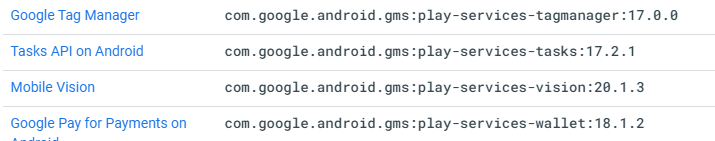 Google Tag Manager com.google.android.gms:play-services-tagmanager:17.0.0
Tasks API on Android com.google.android.gms:play-services-tasks:17.2.1
Mobile Vision com.google.android.gms:play-services-vision:20.1.3
Google Pay for Payments on com.google.android.gms:play-services-wallet:18.1.2
Android